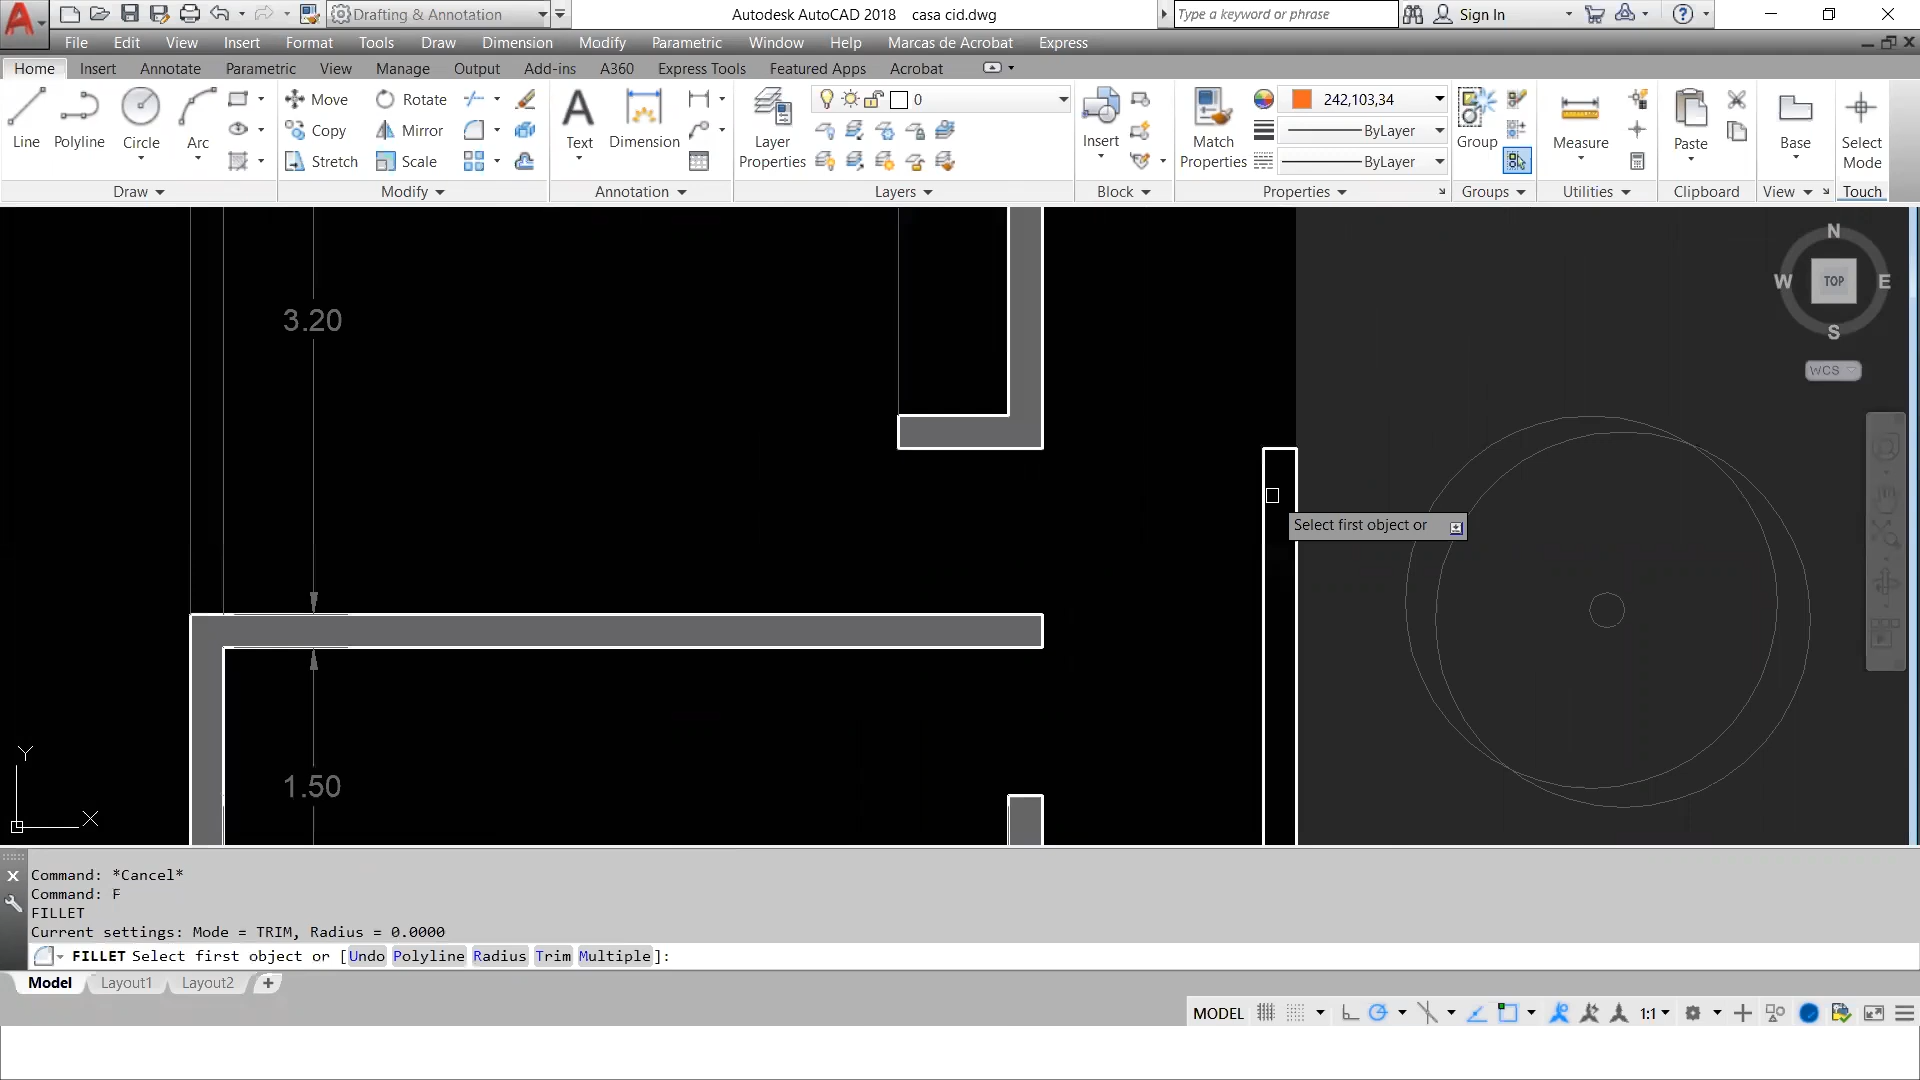 A Drafting & Annotation Autodesk AutoCAD 2018 casa cid.dwg Type a keyword or phrase Sign In
File Edit View Insert Format Tools Draw Dimension Modify Parametric Window Help Marcas de Acrobat Express
Home Insert Annotate Parametric View Manage Output Add-ins A360 Express Tools Featured Apps Acrobat
Move Rotate 0 242,103,34
Line Polyline Circle Arc Copy Mirror Text Dimension Layer Properties Insert Match Properties ByLayer Group Measure Paste Base Select Mode
Stretch Scale ByLayer
Draw Modify Annotation Layers Block Properties Groups Utilities Clipboard View Touch
N
W TOP E
S
3.20
WCS
Select first object or
Y
1.50
X
Command: *Cancel*
Command: F
FILLET
Current settings: Mode = TRIM, Radius = 0.0000
FILLET Select first object or [Undo Polyline Radius Trim Multiple]:
Model Layout1 Layout2 +
MODEL 1:1